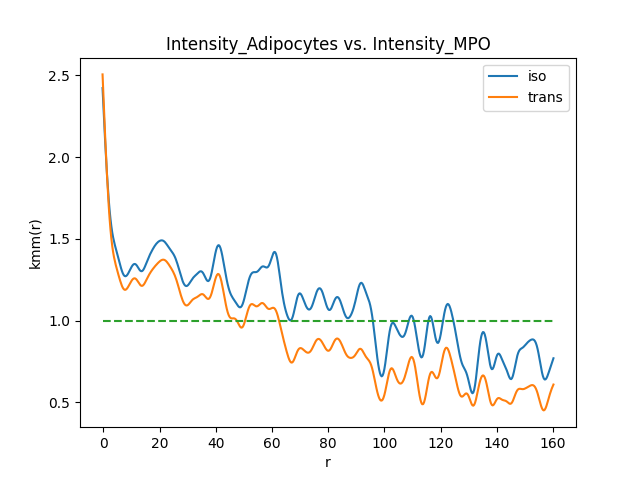 Intensity_Adipocytes vs. Intensity_MPO
iso
trans
kmm(r)
2.5
2.0
1.5
1.0
0.5
0 20 40 60 80 100 120 140 160
r